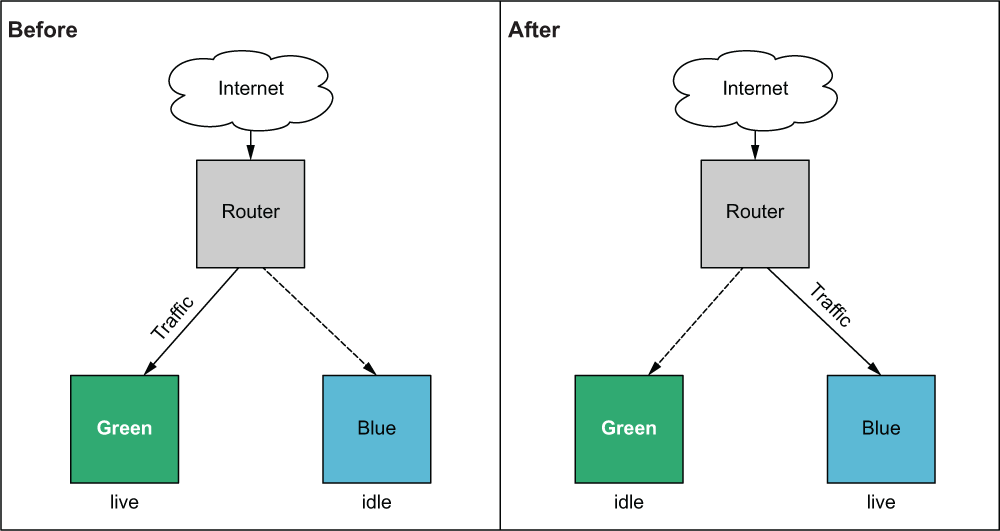 Before
Internet
Router
Traffic
Green
Blue
live
idle
After
Internet
Router
Traffic
Green
Blue
idle
live